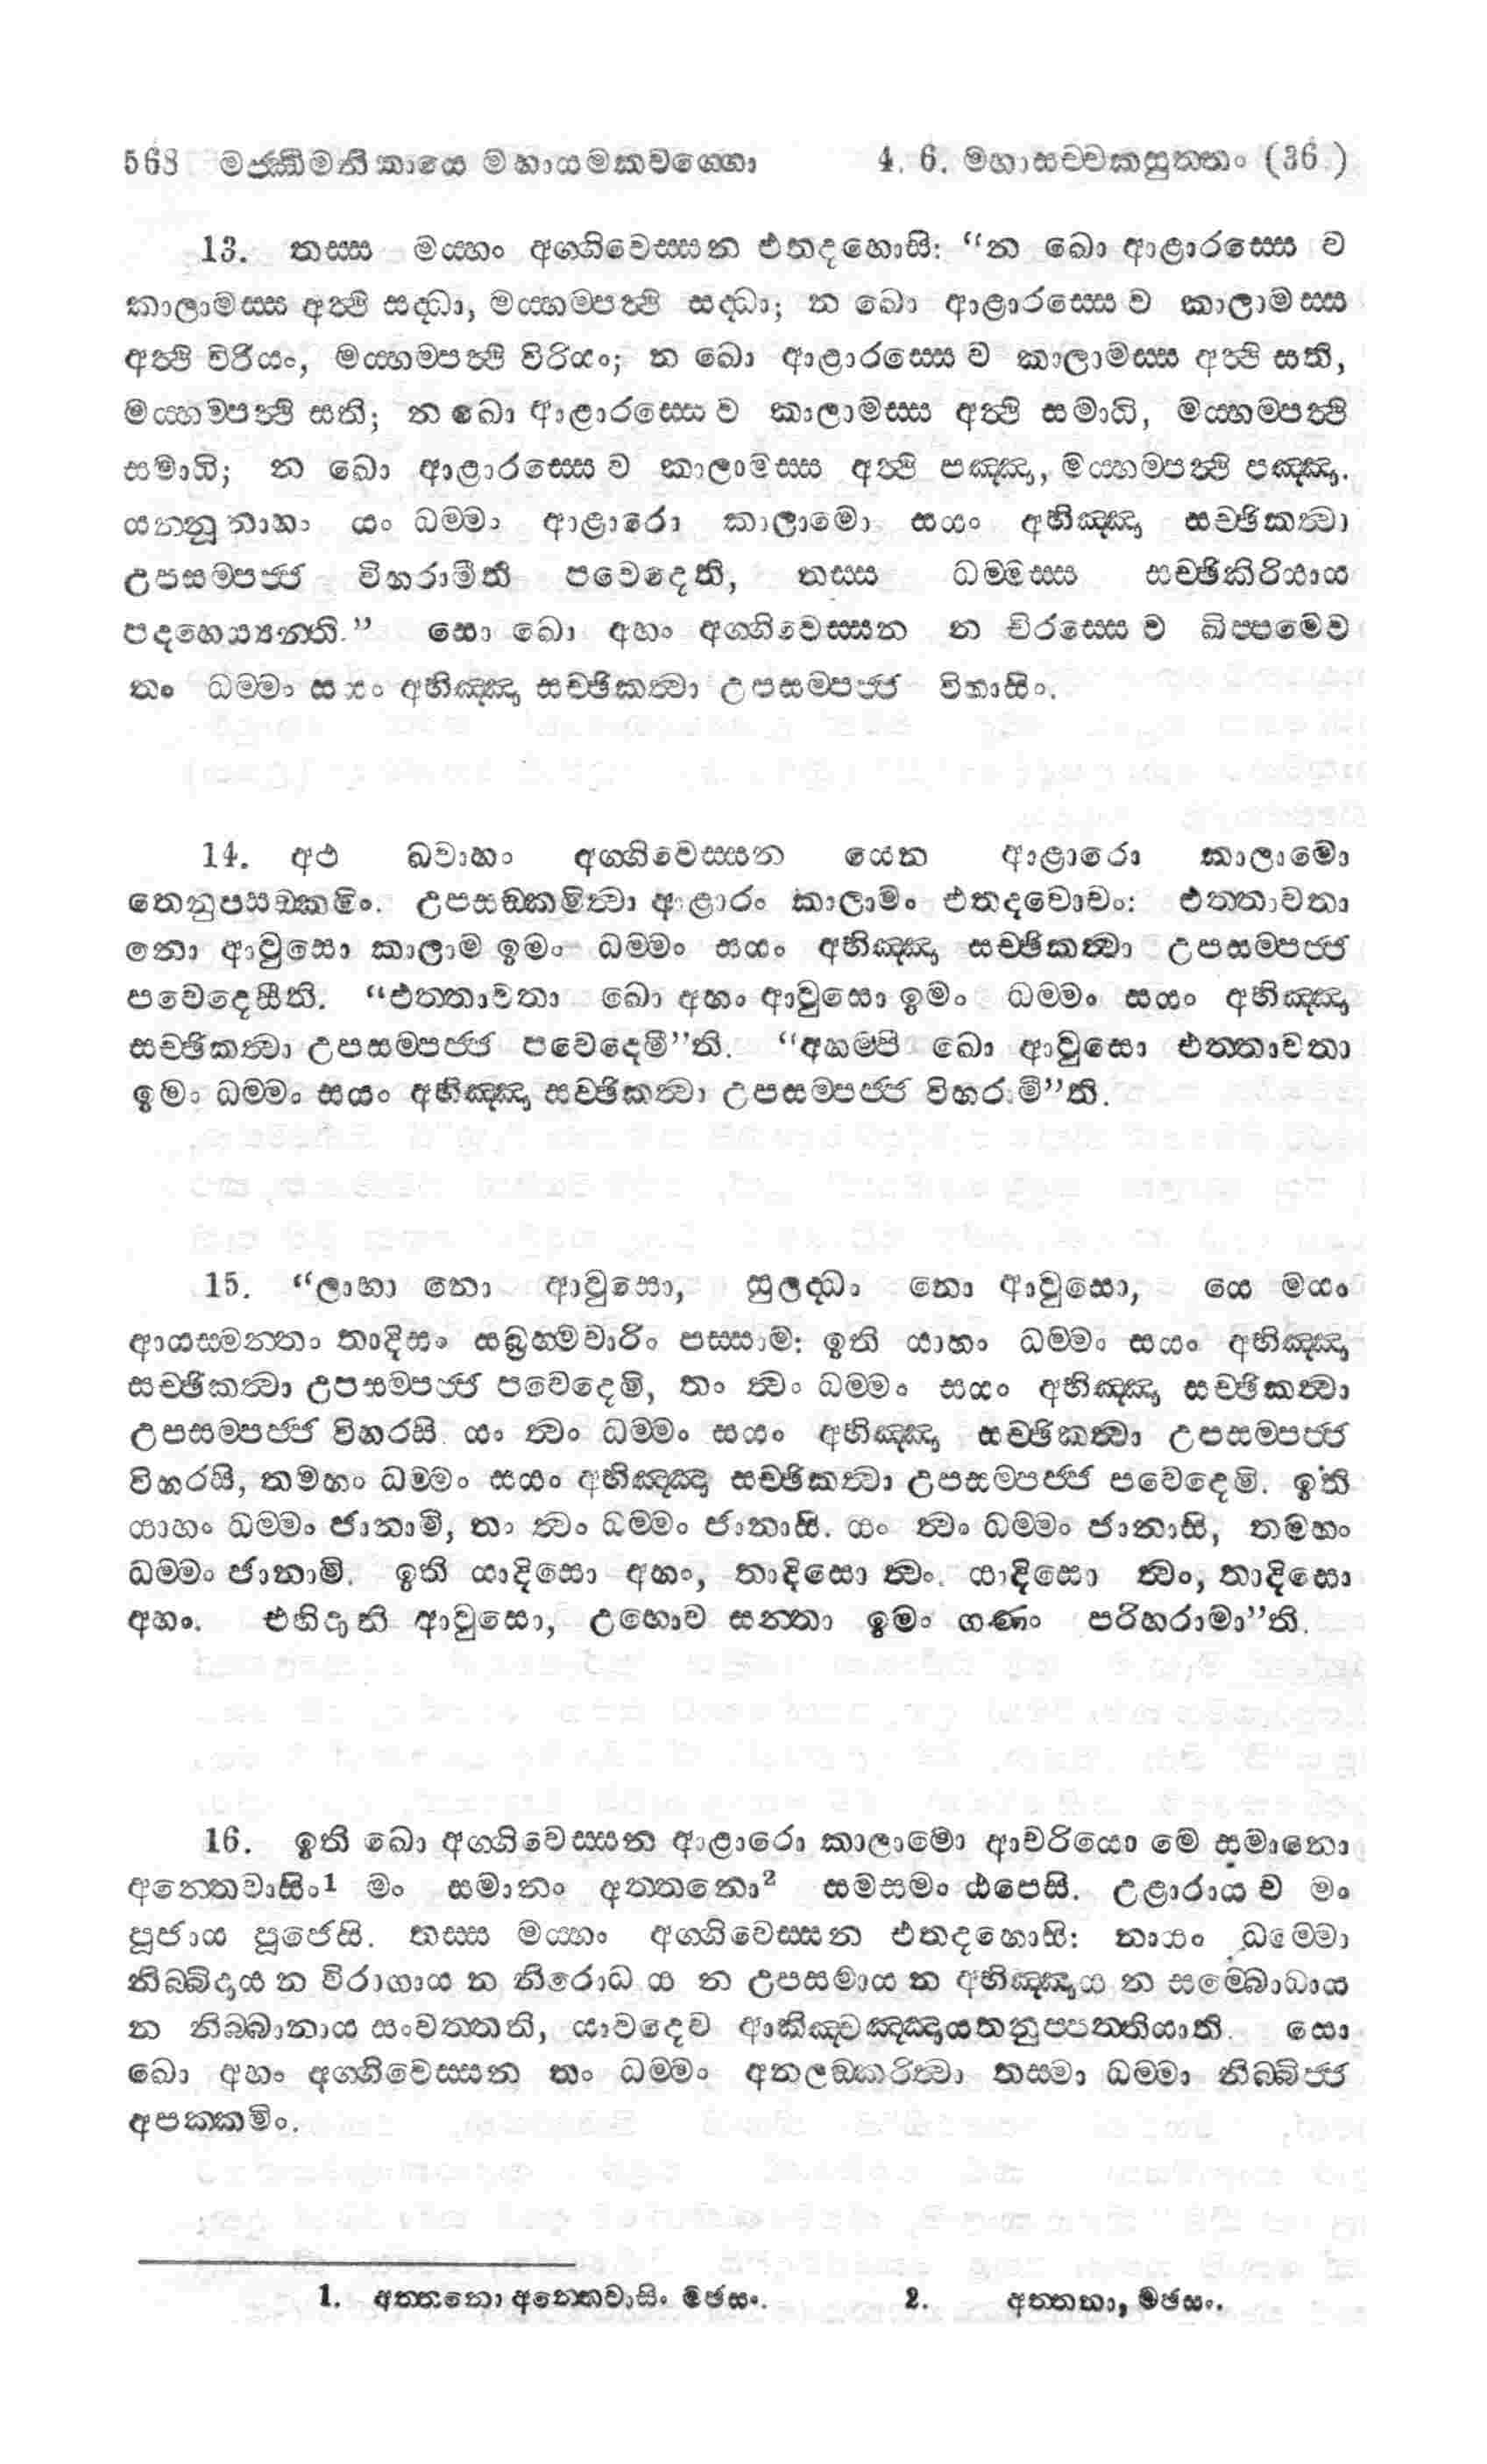 568 මජ්ඣිමනිකායෙ මහායමකවග්ගො 4. 6. මහාසච්චකසුත්තං (36.)
13. තස්ස මය්හං අග්ගිවෙස්සන එතදහොසි: “න ඛො ආළාරස්සෙව
කාලාමස්ස අත්ථි සද්ධා, මය්හම්පත්ථි සද්ධා; න ඛො ආළාරස්සෙව කාලාමස්ස
අත්ථි විරියං, මය්හම්පත්ථි විරියං; න ඛො ආළාරස්සෙව කාලාමස්ස අත්ථි සති,
මය්හම්පත්ථි සති; න ඛො ආළාරස්සෙව කාලාමස්ස අත්ථි සමාධි, මය්හම්පත්ථි
සමාධි; න ඛො ආළාරස්සෙව කාලාමස්ස අත්ථි පඤ්ඤා, මය්හම්පත්ථි පඤ්ඤා.
යන්නූනාහං යං ධම්මං ආළාරො කාලාමො සයං අභිඤ්ඤා සච්ඡිකත්වා
උපසම්පජ්ජ විහරාමීති පවෙදෙති, තස්ස ධම්මස්ස සච්ඡිකිරියාය
පදහෙය්‍යන්ති.” සො ඛො අහං අග්ගිවෙස්සන න චිරස්සෙව ඛිප්පමෙව
තං ධම්මං සයං අභිඤ්ඤා සච්ඡිකත්වා උපසම්පජ්ජ විහාසිං.
14. අථ ඛ්වාහං අග්ගිවෙස්සන යෙන ආළාරො කාලාමො
තෙනුපසඞ්කමිං. උපසඞ්කමිත්වා ආළාරං කාලාමං එතදවොචං: එත්තාවතා
නො ආවුසො කාලාම ඉමං ධම්මං සයං අභිඤ්ඤා සච්ඡිකත්වා උපසම්පජ්ජ
පවෙදෙසීති. “එත්තාවතා ඛො අහං ආවුසො ඉමං ධම්මං සයං අභිඤ්ඤා
සච්ඡිකත්වා උපසම්පජ්ජ පවෙදෙමී”ති. “අහම්පි ඛො ආවුසො එත්තාවතා
ඉමං ධම්මං සයං අභිඤ්ඤා සච්ඡිකත්වා උපසම්පජ්ජ විහරාමී”ති.
15. “ලාභා නො ආවුසො, සුලද්ධං නො ආවුසො, යෙ මයං
ආයස්මන්තං තාදිසං සබ්‍රහ්මචාරිං පස්සාම: ඉති යාහං ධම්මං සයං අභිඤ්ඤා
සච්ඡිකත්වා උපසම්පජ්ජ පවෙදෙමි, තං ත්වං ධම්මං සයං අභිඤ්ඤා සච්ඡිකත්වා
උපසම්පජ්ජ විහරසි. යං ත්වං ධම්මං සයං අභිඤ්ඤා සච්ඡිකත්වා උපසම්පජ්ජ
විහරසි, තමහං ධම්මං සයං අභිඤ්ඤා සච්ඡිකත්වා උපසම්පජ්ජ පවෙදෙමි. ඉති
යාහං ධම්මං ජානාමි, තං ත්වං ධම්මං ජානාසි. යං ත්වං ධම්මං ජානාසි, තමහං
ධම්මං ජානාමි. ඉති යාදිසො අහං, තාදිසො ත්වං. යාදිසො ත්වං, තාදිසො
අහං. එහිදානි ආවුසො, උභොව සන්තා ඉමං ගණං පරිහරාමා”ති.
16. ඉති ඛො අග්ගිවෙස්සන ආළාරො කාලාමො ආචරියො මෙ සමානො
අන්තෙවාසිං¹ මං සමානං අත්තනො² සමසමං ඨපෙසි. උළාරාය ච මං
පූජාය පූජෙසි. තස්ස මය්හං අග්ගිවෙස්සන එතදහොසි: නායං ධම්මො
නිබ්බිදාය න විරාගාය න නිරොධාය න උපසමාය න අභිඤ්ඤාය න සම්බොධාය
න නිබ්බානාය සංවත්තති, යාවදෙව ආකිඤ්චඤ්ඤායතනුප්පත්තියාති. සො
ඛො අහං අග්ගිවෙස්සන තං ධම්මං අනලඞ්කරිත්වා තස්මා ධම්මා නිබ්බිජ්ජ
අපක්කමිං.
1. අත්තනො අන්තෙවාසිං මඡසං. 2. අත්තනා, මඡසං.